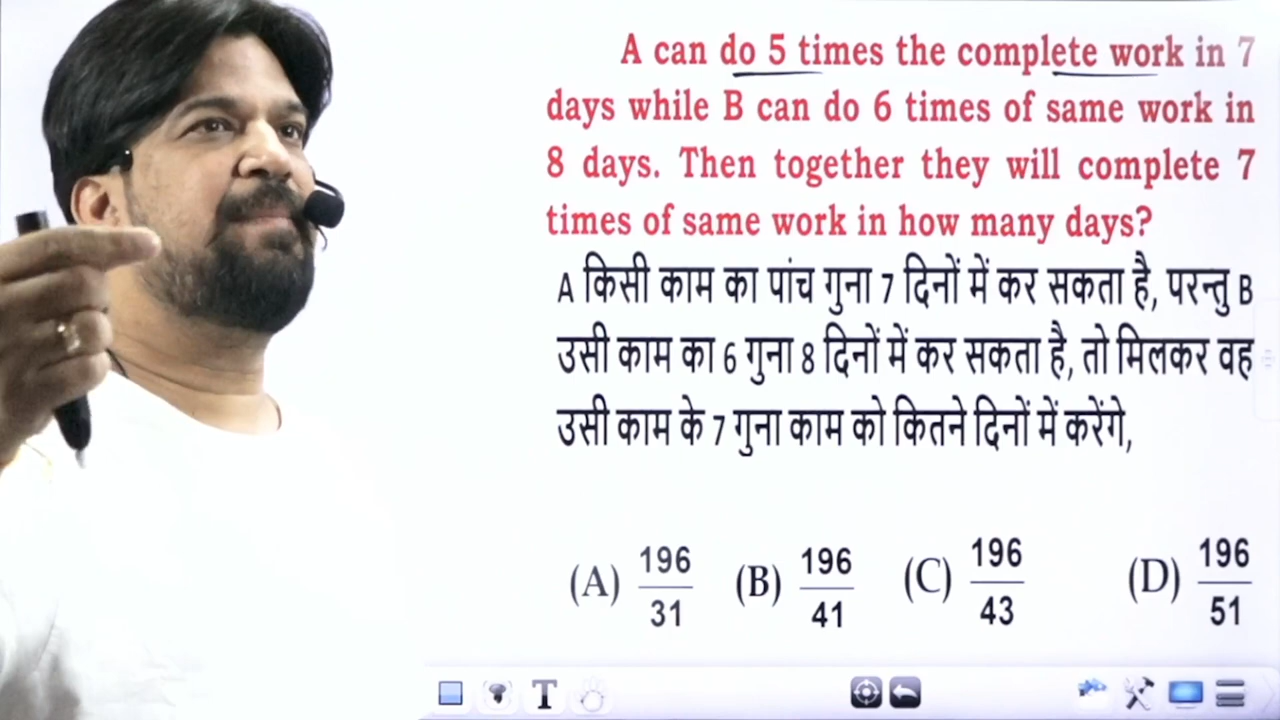 A can do 5 times the complete work in 7
days while B can do 6 times of same work in
8 days. Then together they will complete 7
times of same work in how many days?
A किसी काम का पांच गुना 7 दिनों में कर सकता है, परन्तु B
उसी काम का 6 गुना 8 दिनों में कर सकता है, तो मिलकर वह
उसी काम के 7 गुना काम को कितने दिनों में करेंगे,
(A) 196/31 (B) 196/41 (C) 196/43 (D) 196/51
T